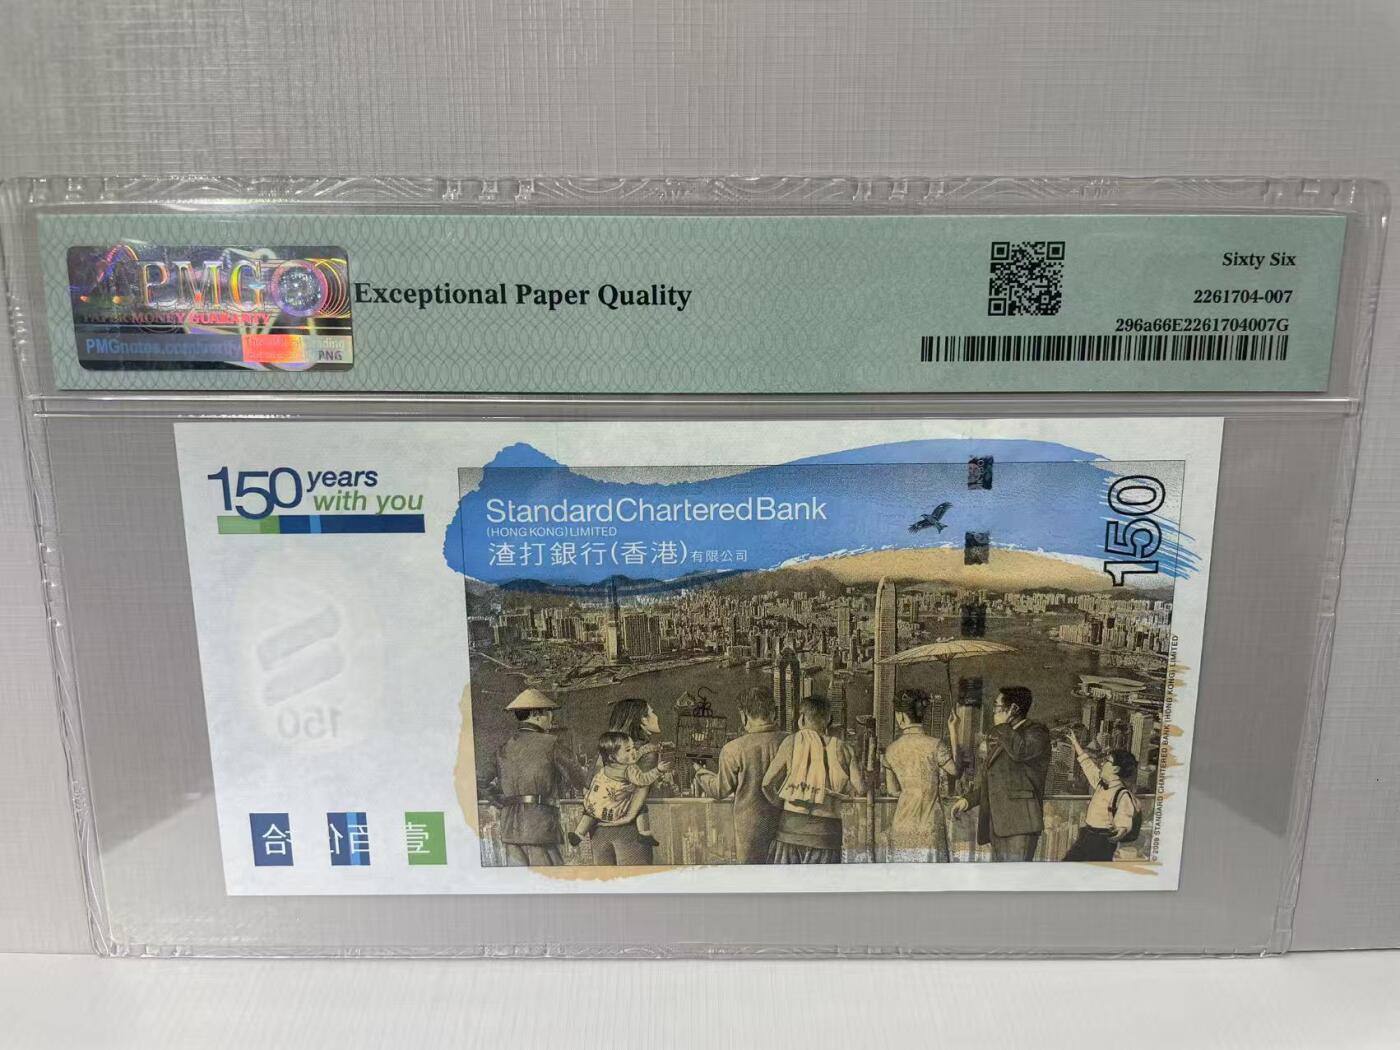 PMG
PAPER MONEY GUARANTY
PMGnotes.com/verify
PNG
Exceptional Paper Quality
Sixty Six
2261704-007
296a66E2261704007G
150 years
with you
Standard Chartered Bank
(HONG KONG) LIMITED
渣打銀行(香港)有限公司
150
150
© 2009 STANDARD CHARTERED BANK (HONG KONG) LIMITED
佰 壹